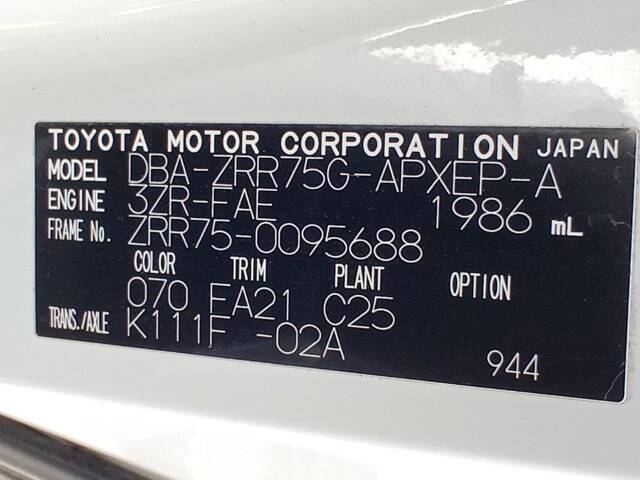 TOYOTA MOTOR CORPORATION JAPAN
MODEL DBA-ZRR75G-APXEP-A
ENGINE 3ZR-FAE 1986 mL
FRAME No. ZRR75-0095688
COLOR TRIM PLANT OPTION
070 EA21 C25
TRANS./AXLE K111F -02A
944